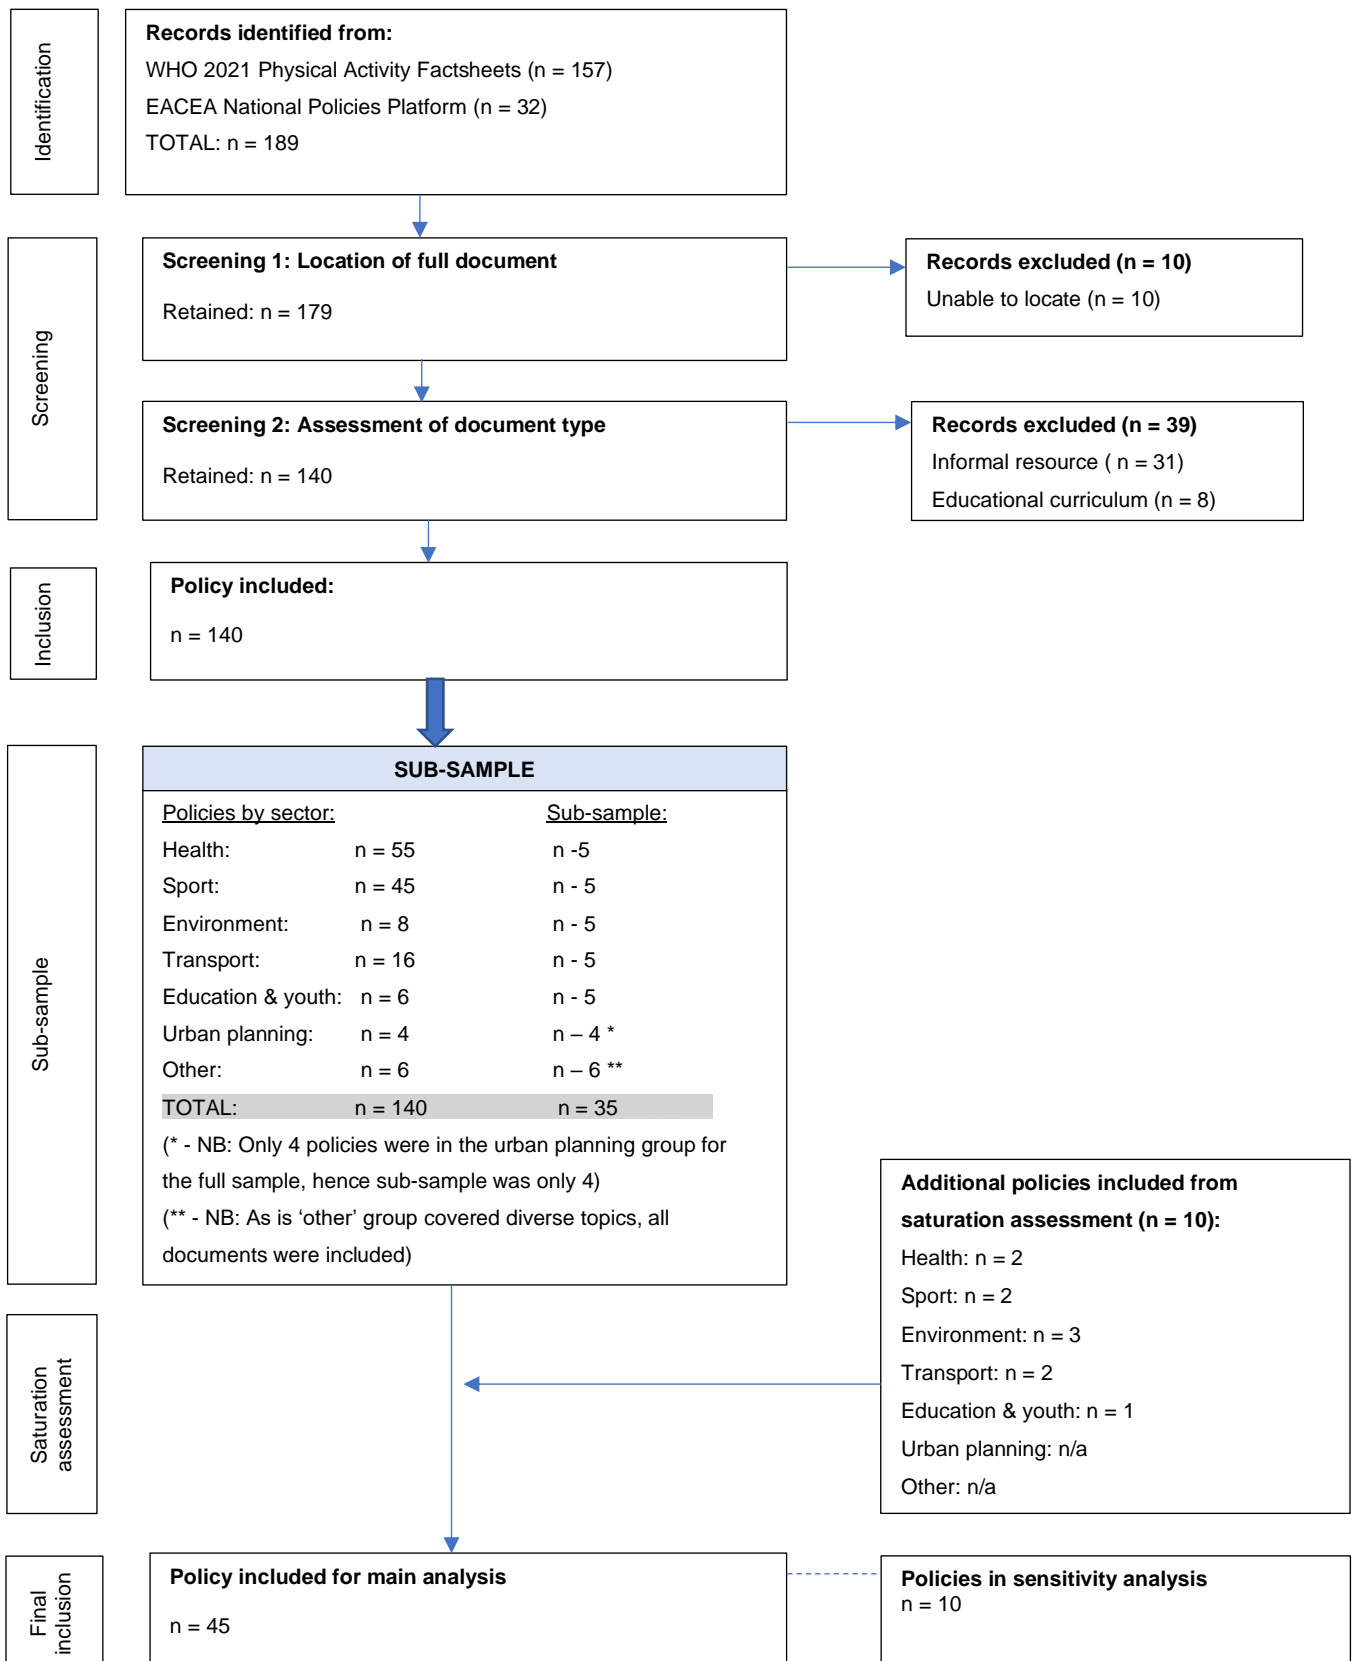 Identification
Records identified from:
WHO 2021 Physical Activity Factsheets (n = 157)
EACEA National Policies Platform (n = 32)
TOTAL: n = 189
Screening
Screening 1: Location of full document
Retained: n = 179
Records excluded (n = 10)
Unable to locate (n = 10)
Screening 2: Assessment of document type
Retained: n = 140
Records excluded (n = 39)
Informal resource ( n = 31)
Educational curriculum (n = 8)
Inclusion
Policy included:
n = 140
Sub-sample
SUB-SAMPLE
Policies by sector: Sub-sample:
Health: n = 55 n -5
Sport: n = 45 n - 5
Environment: n = 8 n - 5
Transport: n = 16 n - 5
Education & youth: n = 6 n - 5
Urban planning: n = 4 n – 4 *
Other: n = 6 n – 6 **
TOTAL: n = 140 n = 35
(* - NB: Only 4 policies were in the urban planning group for
the full sample, hence sub-sample was only 4)
(** - NB: As is ‘other’ group covered diverse topics, all
documents were included)
Saturation
assessment
Additional policies included from
saturation assessment (n = 10):
Health: n = 2
Sport: n = 2
Environment: n = 3
Transport: n = 2
Education & youth: n = 1
Urban planning: n/a
Other: n/a
Final
inclusion
Policy included for main analysis
n = 45
Policies in sensitivity analysis
n = 10